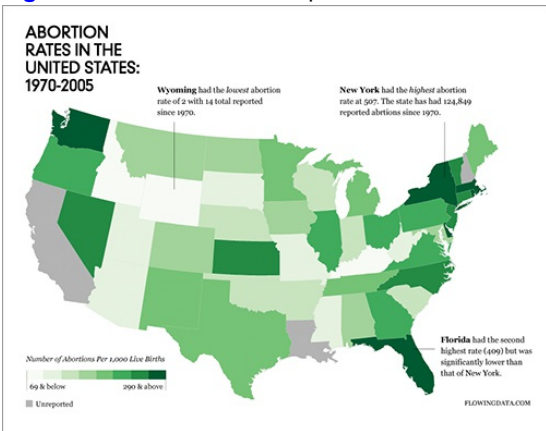 ABORTION
RATES IN THE
UNITED STATES:
1970-2005
Wyoming had the lowest abortion
rate of 2 with 14 total reported
since 1970.
New York had the highest abortion
rate at 507. The state has had 124,849
reported abrtions since 1970.
Florida had the second
highest rate (409) but was
significantly lower than
that of New York.
Number of Abortions Per 1,000 Live Births
69 & below
290 & above
Unreported
FLOWINGDATA.COM